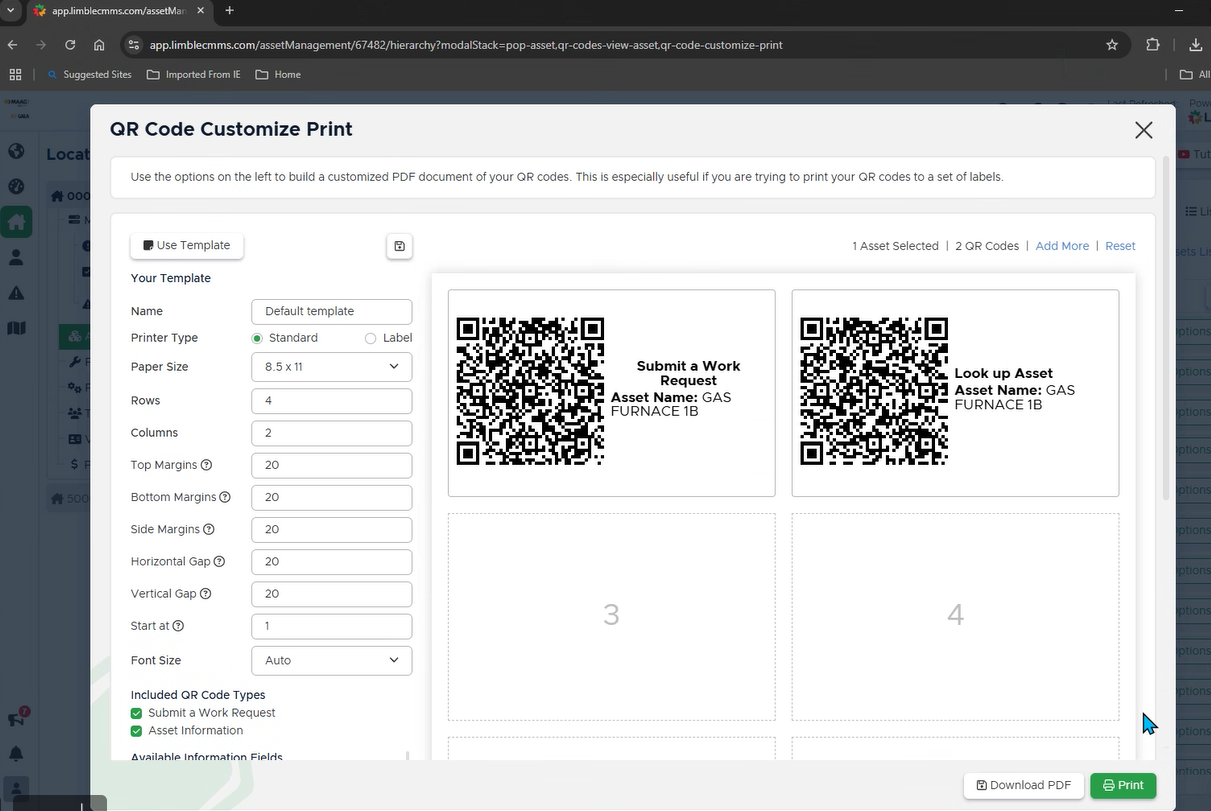 app.limblecmms.com/assetMan
app.limblecmms.com/assetManagement/67482/hierarchy?modalStack=pop-asset,qr-codes-view-asset,qr-code-customize-print
Suggested Sites
Imported From IE
Home
All
Last Refreshed
Powe
QR Code Customize Print
Locat
Tut
Use the options on the left to build a customized PDF document of your QR codes. This is especially useful if you are trying to print your QR codes to a set of labels.
000
Use Template
1 Asset Selected | 2 QR Codes | Add More | Reset
Your Template
Name
Default template
Printer Type
Standard
Label
Paper Size
8.5 x 11
Rows
4
Columns
2
Top Margins
20
Bottom Margins
20
Side Margins
20
Horizontal Gap
20
Vertical Gap
20
Start at
1
Font Size
Auto
Included QR Code Types
Submit a Work Request
Asset Information
Available Information Fields
Submit a Work
Request
Asset Name: GAS
FURNACE 1B
Look up Asset
Asset Name: GAS
FURNACE 1B
3
4
500
7
Download PDF
Print